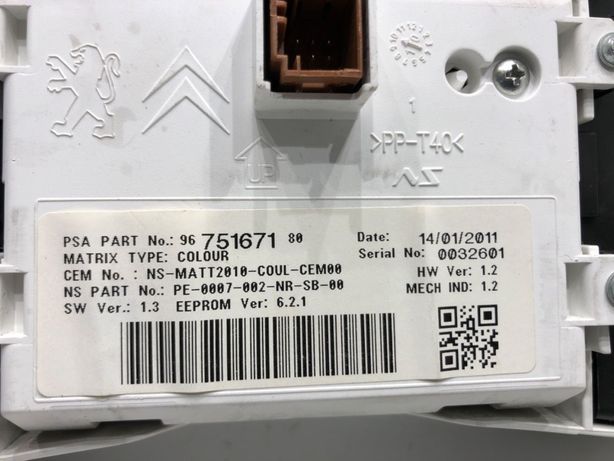 1
>PP-T40<
UP
PSA PART No.: 96 751671 80
MATRIX TYPE: COLOUR
CEM No. : NS-MATT2010-COUL-CEM00
NS PART No.: PE-0007-002-NR-SB-00
SW Ver.: 1.3 EEPROM Ver: 6.2.1
Date: 14/01/2011
Serial No: 0032601
HW Ver: 1.2
MECH IND: 1.2